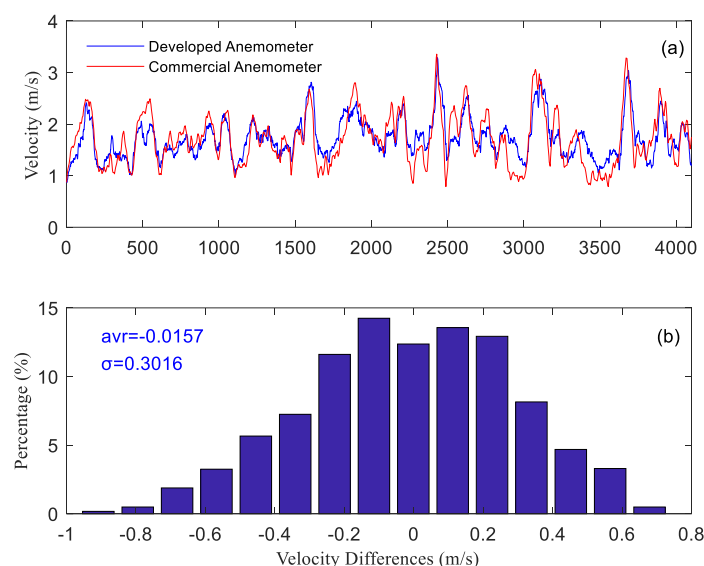 4
3
2
1
0
Velocity (m/s)
Developed Anemometer
Commercial Anemometer
(a)
0 500 1000 1500 2000 2500 3000 3500 4000
15
10
5
0
Percentage (%)
avr=-0.0157
σ=0.3016
(b)
-1 -0.8 -0.6 -0.4 -0.2 0 0.2 0.4 0.6 0.8
Velocity Differences (m/s)